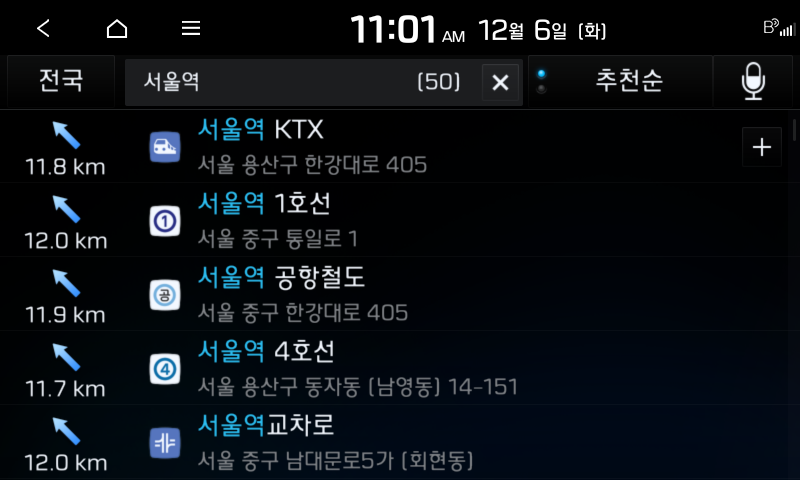 11:01 AM 12월 6일 (화)
전국 서울역 (50) 추천순
서울역 KTX
11.8 km 서울 용산구 한강대로 405
서울역 1호선
12.0 km 서울 중구 통일로 1
서울역 공항철도
11.9 km 서울 중구 한강대로 405
서울역 4호선
11.7 km 서울 용산구 동자동 (남영동) 14-151
서울역교차로
12.0 km 서울 중구 남대문로5가 (회현동)